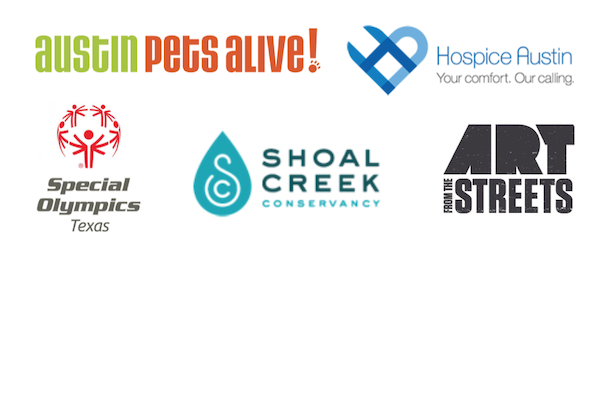 austin pets alive!
Hospice Austin
Your comfort. Our calling.
Special
Olympics
Texas
SC
SHOAL
CREEK
CONSERVANCY
ART
FROM THE
STREETS